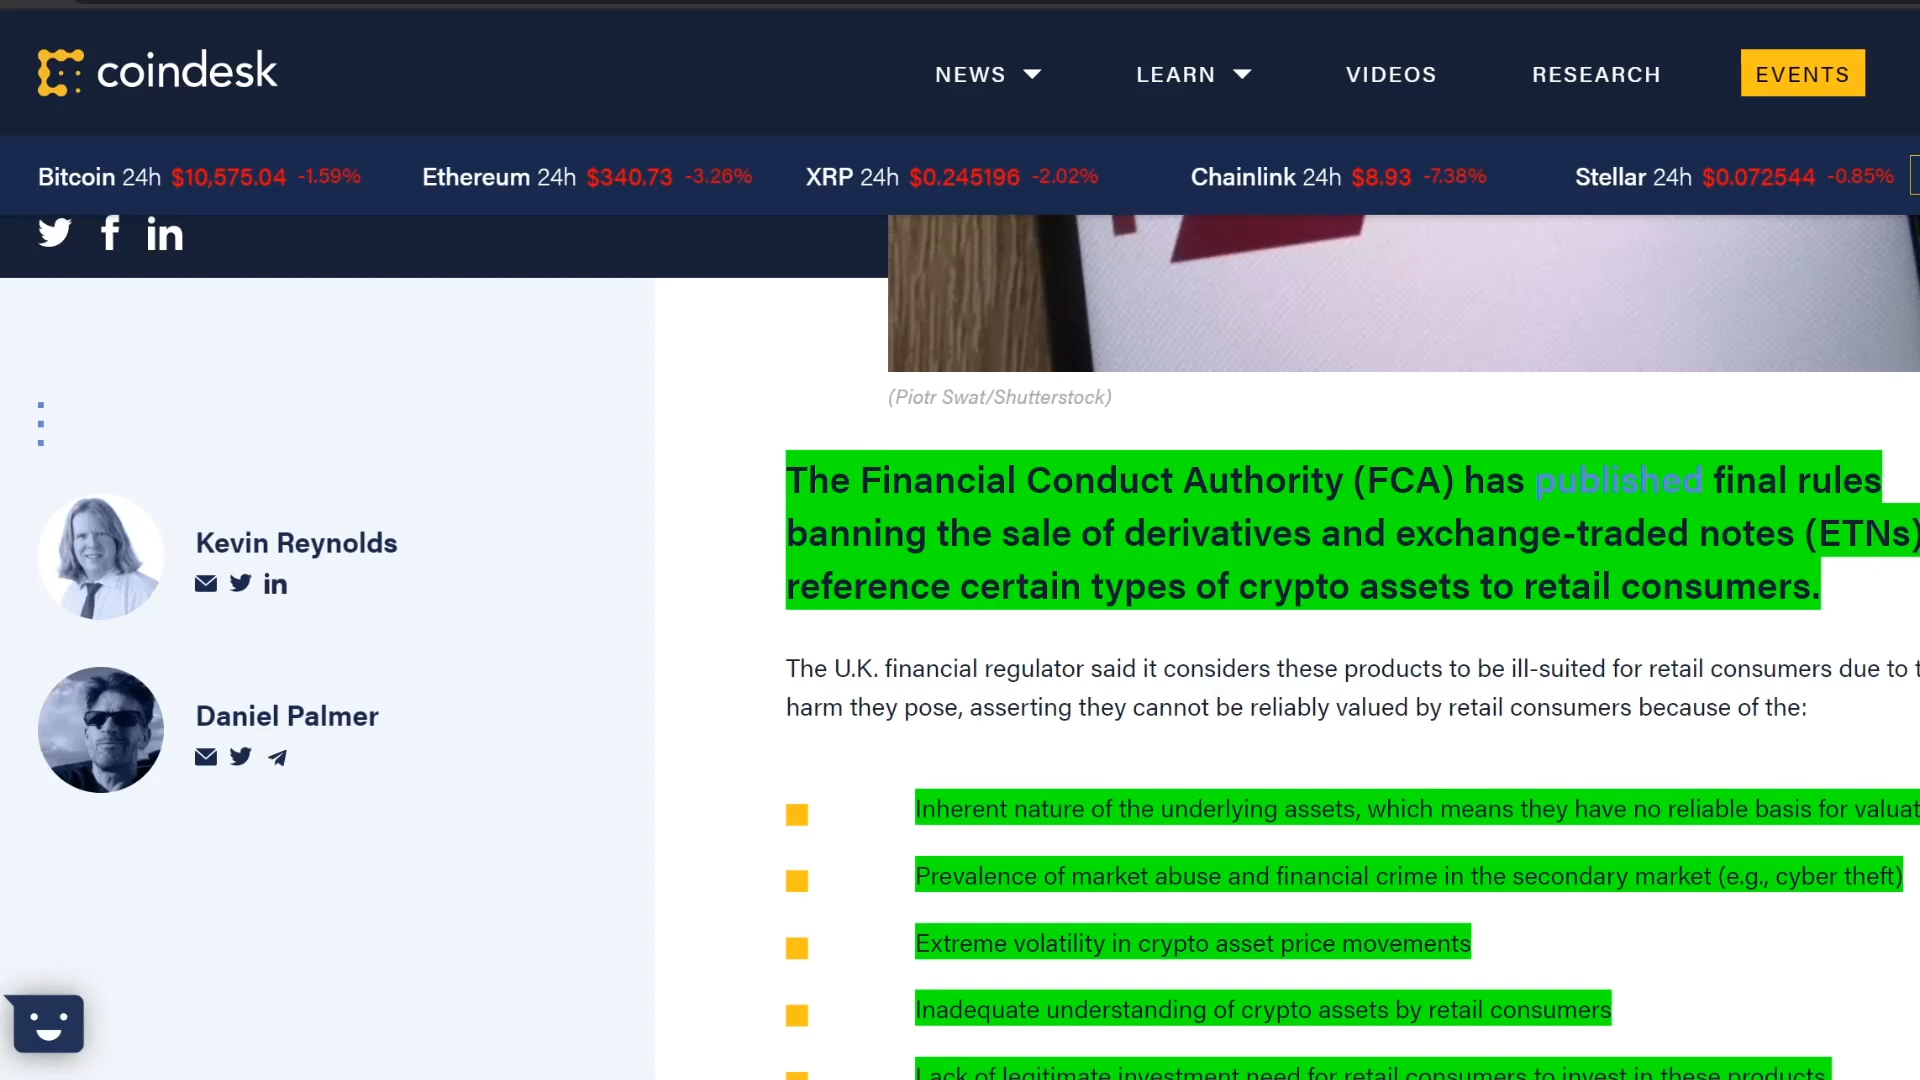 coindesk
NEWS LEARN VIDEOS RESEARCH EVENTS
Bitcoin 24h $10,575.04 -1.59% Ethereum 24h $340.73 -3.26% XRP 24h $0.245196 -2.02% Chainlink 24h $8.93 -7.38% Stellar 24h $0.072544 -0.85%
(Piotr Swat/Shutterstock)
Kevin Reynolds
Daniel Palmer
The Financial Conduct Authority (FCA) has published final rules
banning the sale of derivatives and exchange-traded notes (ETNs)
reference certain types of crypto assets to retail consumers.
The U.K. financial regulator said it considers these products to be ill-suited for retail consumers due to
harm they pose, asserting they cannot be reliably valued by retail consumers because of the:
Inherent nature of the underlying assets, which means they have no reliable basis for valuat
Prevalence of market abuse and financial crime in the secondary market (e.g., cyber theft)
Extreme volatility in crypto asset price movements
Inadequate understanding of crypto assets by retail consumers
Lack of legitimate investment need for retail consumers to invest in these products